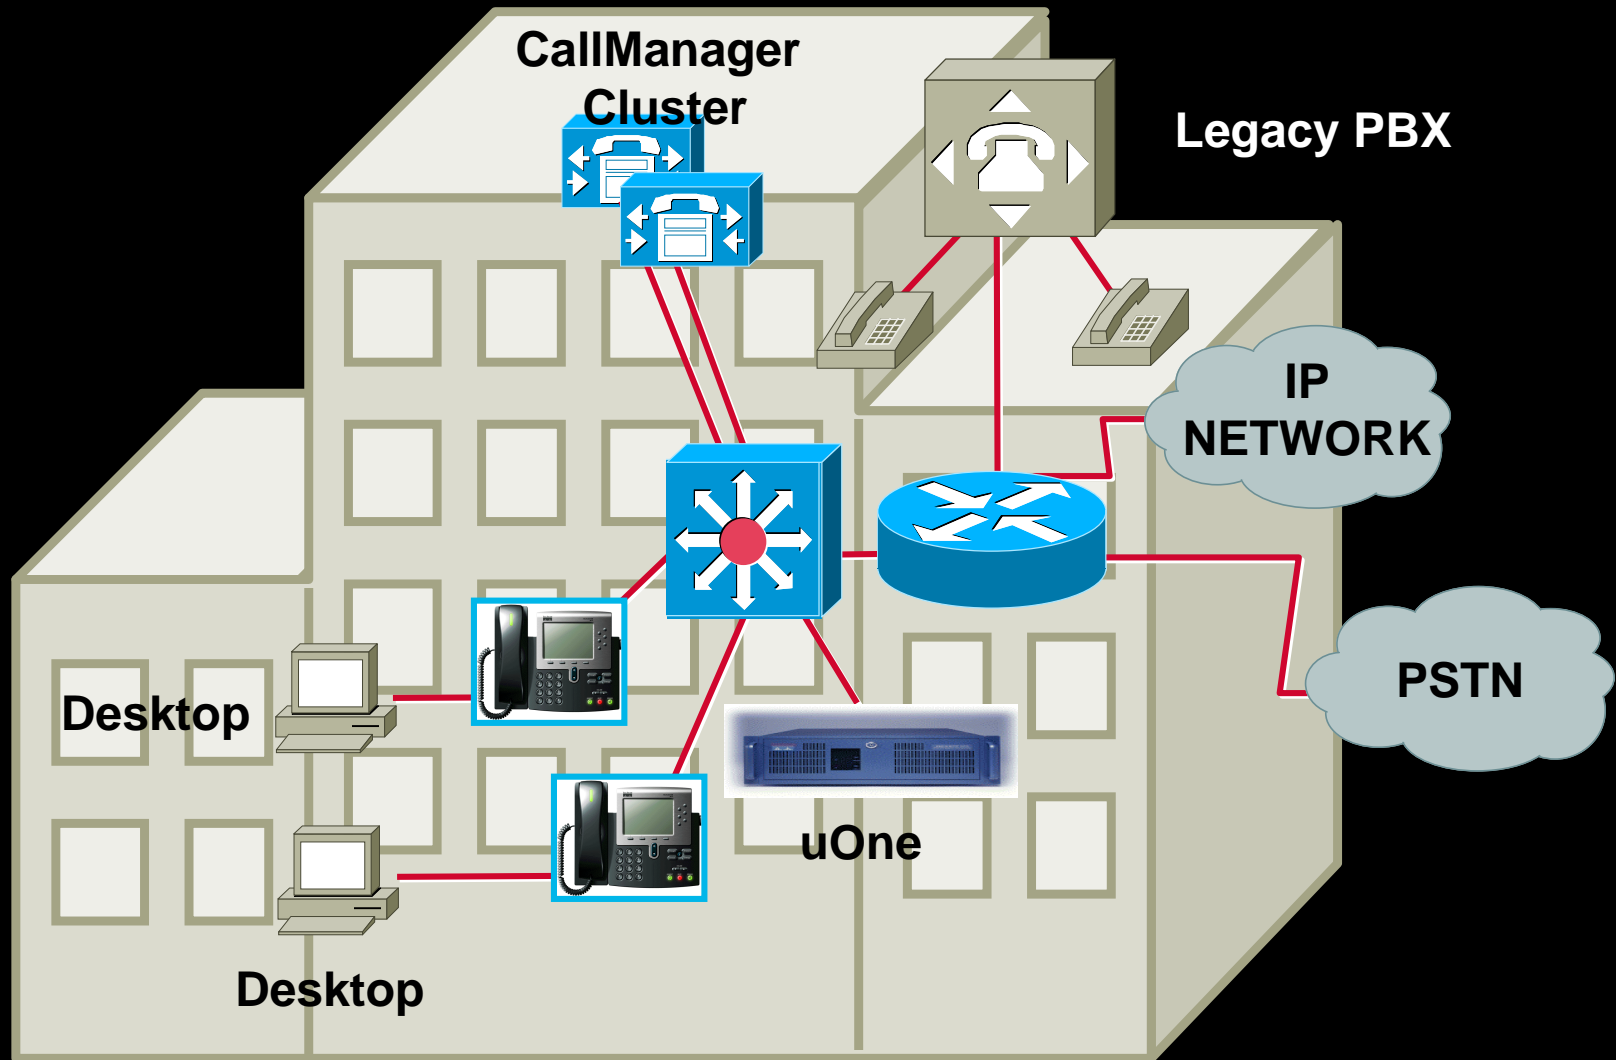 CallManager
Cluster
Legacy PBX
IP
NETWORK
PSTN
Desktop
uOne
Desktop